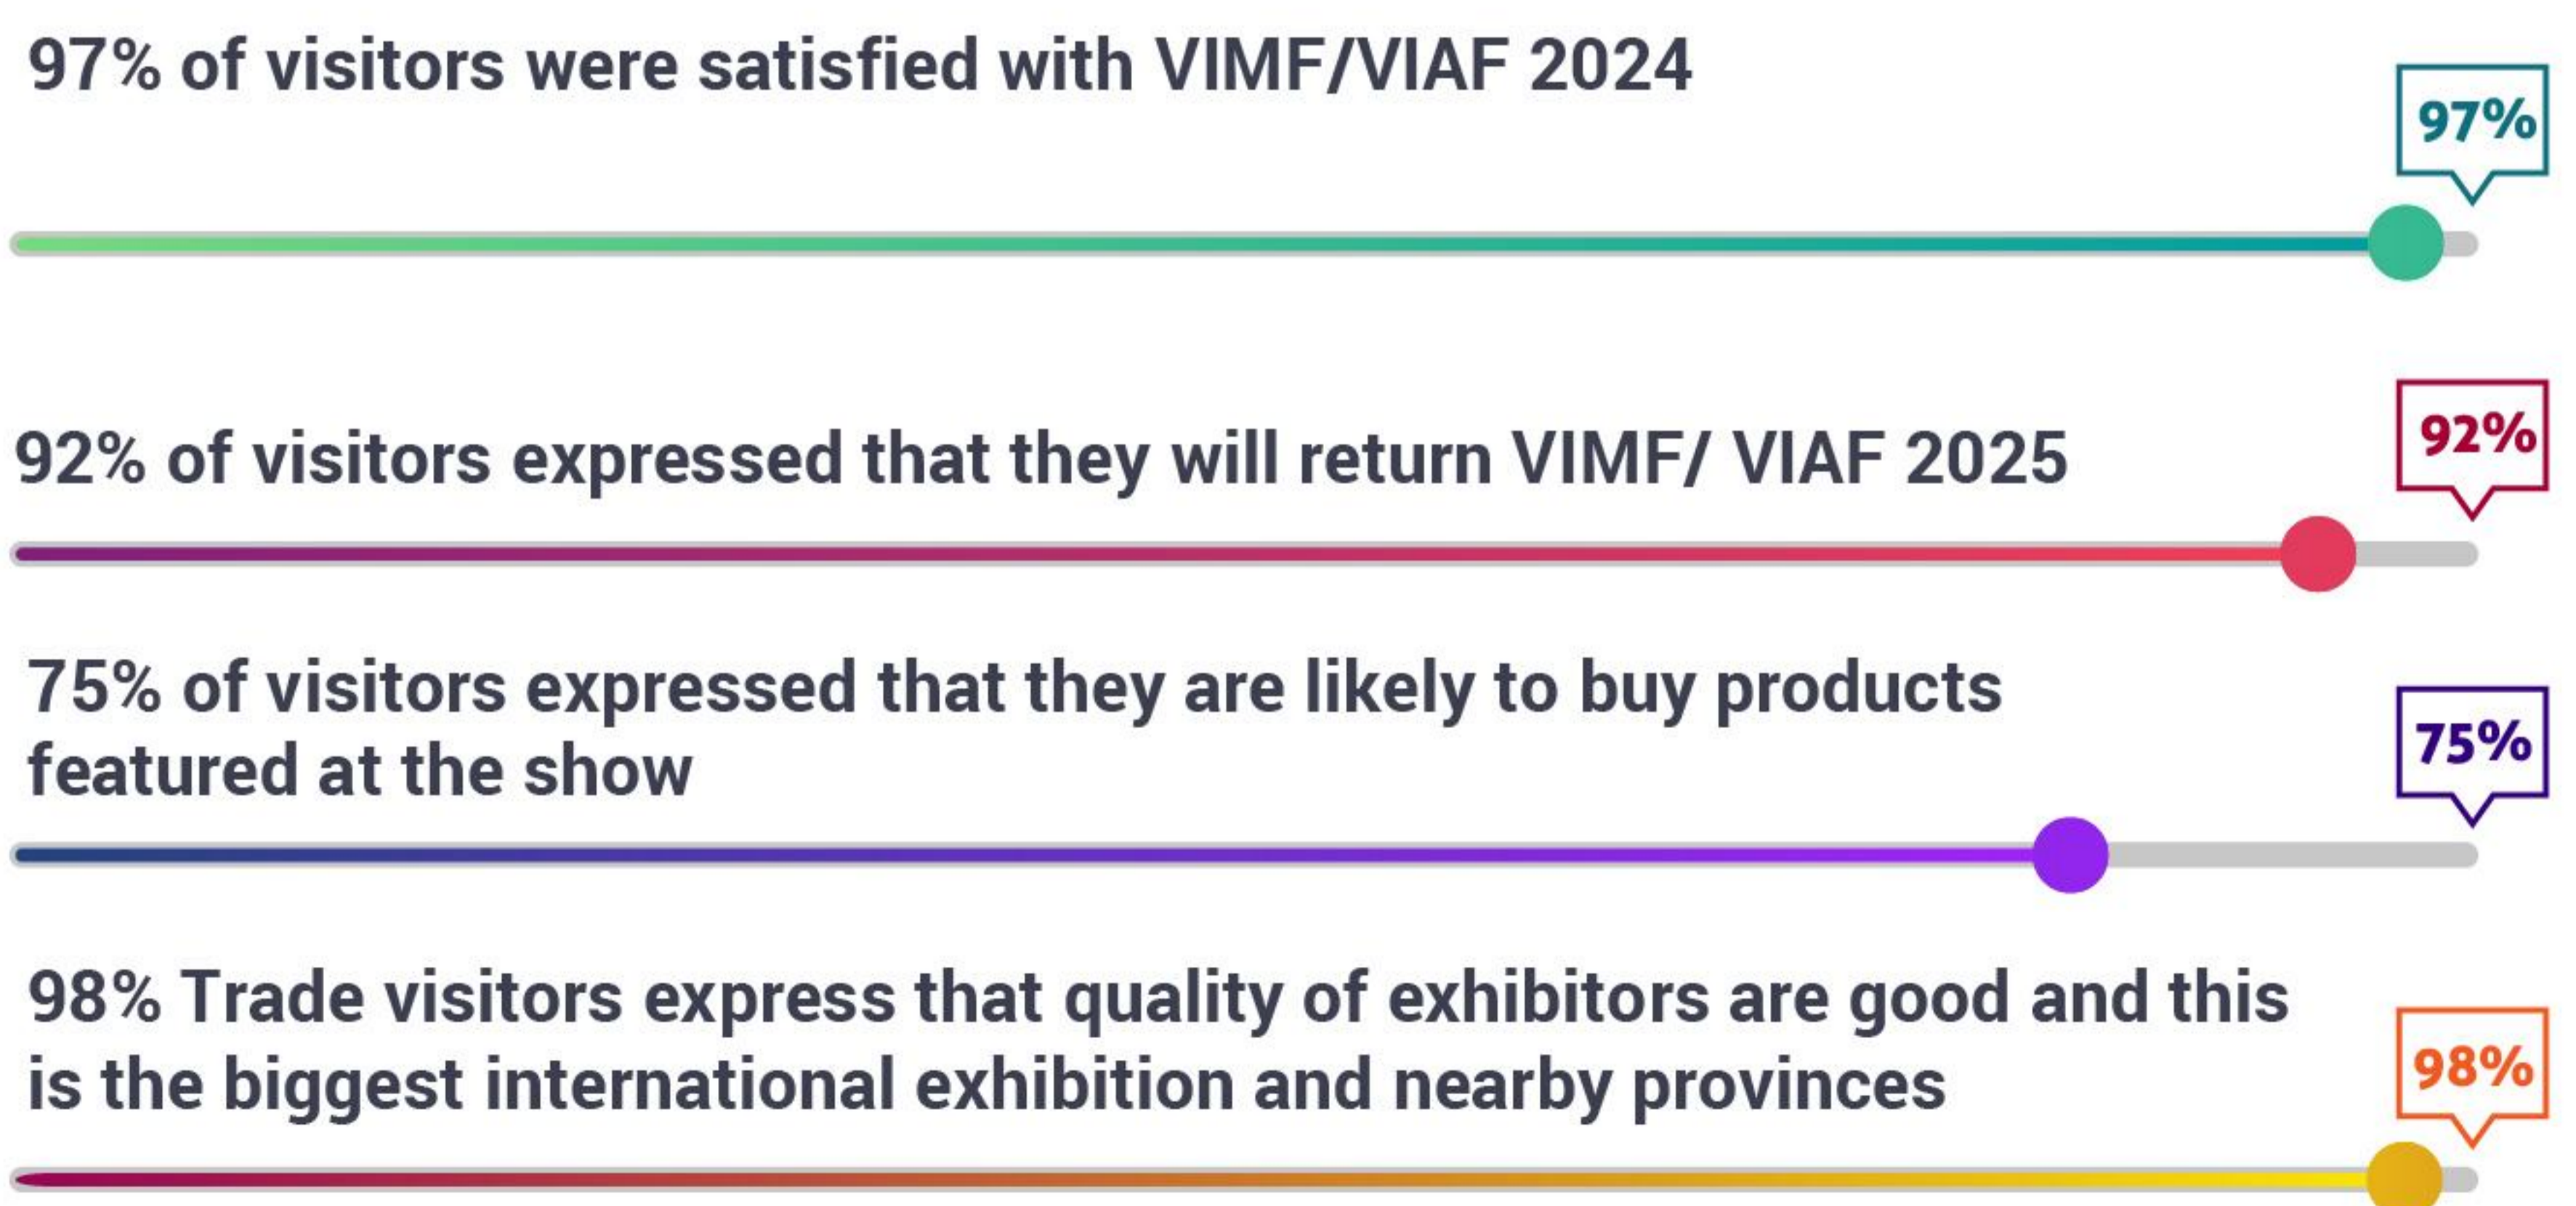 97% of visitors were satisfied with VIMF/VIAF 2024
97%
92% of visitors expressed that they will return VIMF/ VIAF 2025
92%
75% of visitors expressed that they are likely to buy products
featured at the show
75%
98% Trade visitors express that quality of exhibitors are good and this
is the biggest international exhibition and nearby provinces
98%